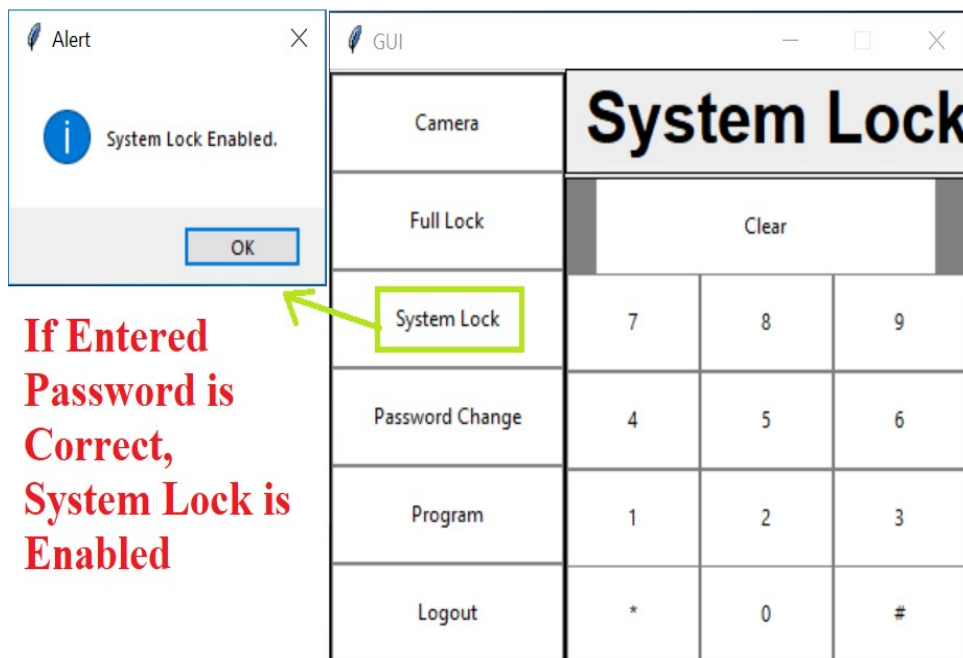 Alert
System Lock Enabled.
OK
If Entered
Password is
Correct,
System Lock is
Enabled
GUI
Camera
Full Lock
System Lock
Password Change
Program
Logout
System Lock
Clear
7 8 9
4 5 6
1 2 3
* 0 #